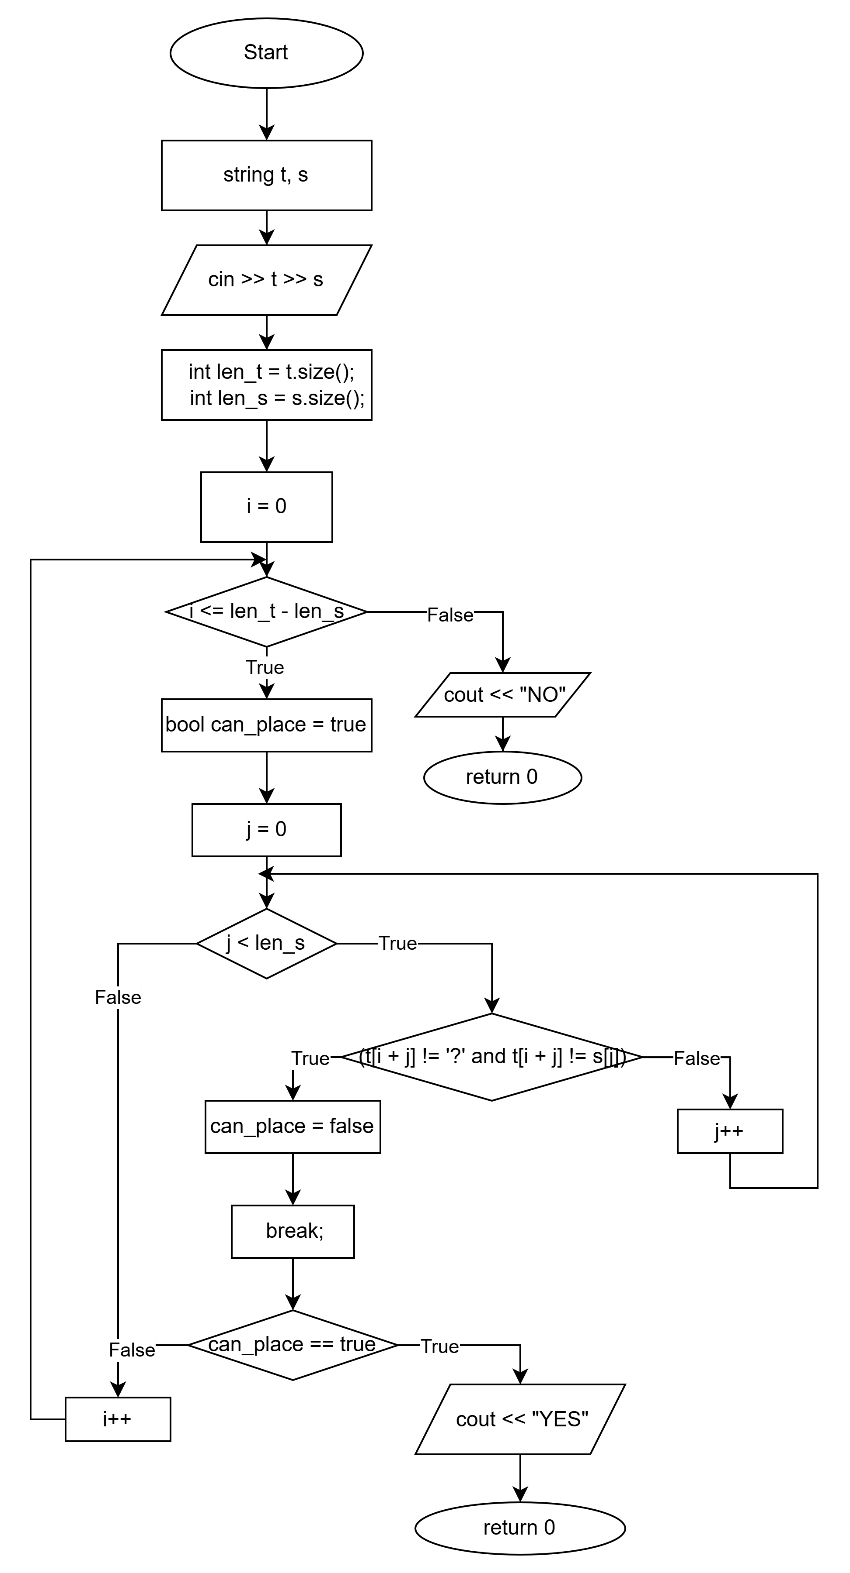 Start
string t, s
cin >> t >> s
int len_t = t.size();
int len_s = s.size();
i = 0
i <= len_t - len_s
False
True
cout << "NO"
bool can_place = true
return 0
j = 0
j < len_s
True
False
(t[i + j] != '?' and t[i + j] != s[j])
True
False
can_place = false
j++
break;
can_place == true
False
True
i++
cout << "YES"
return 0